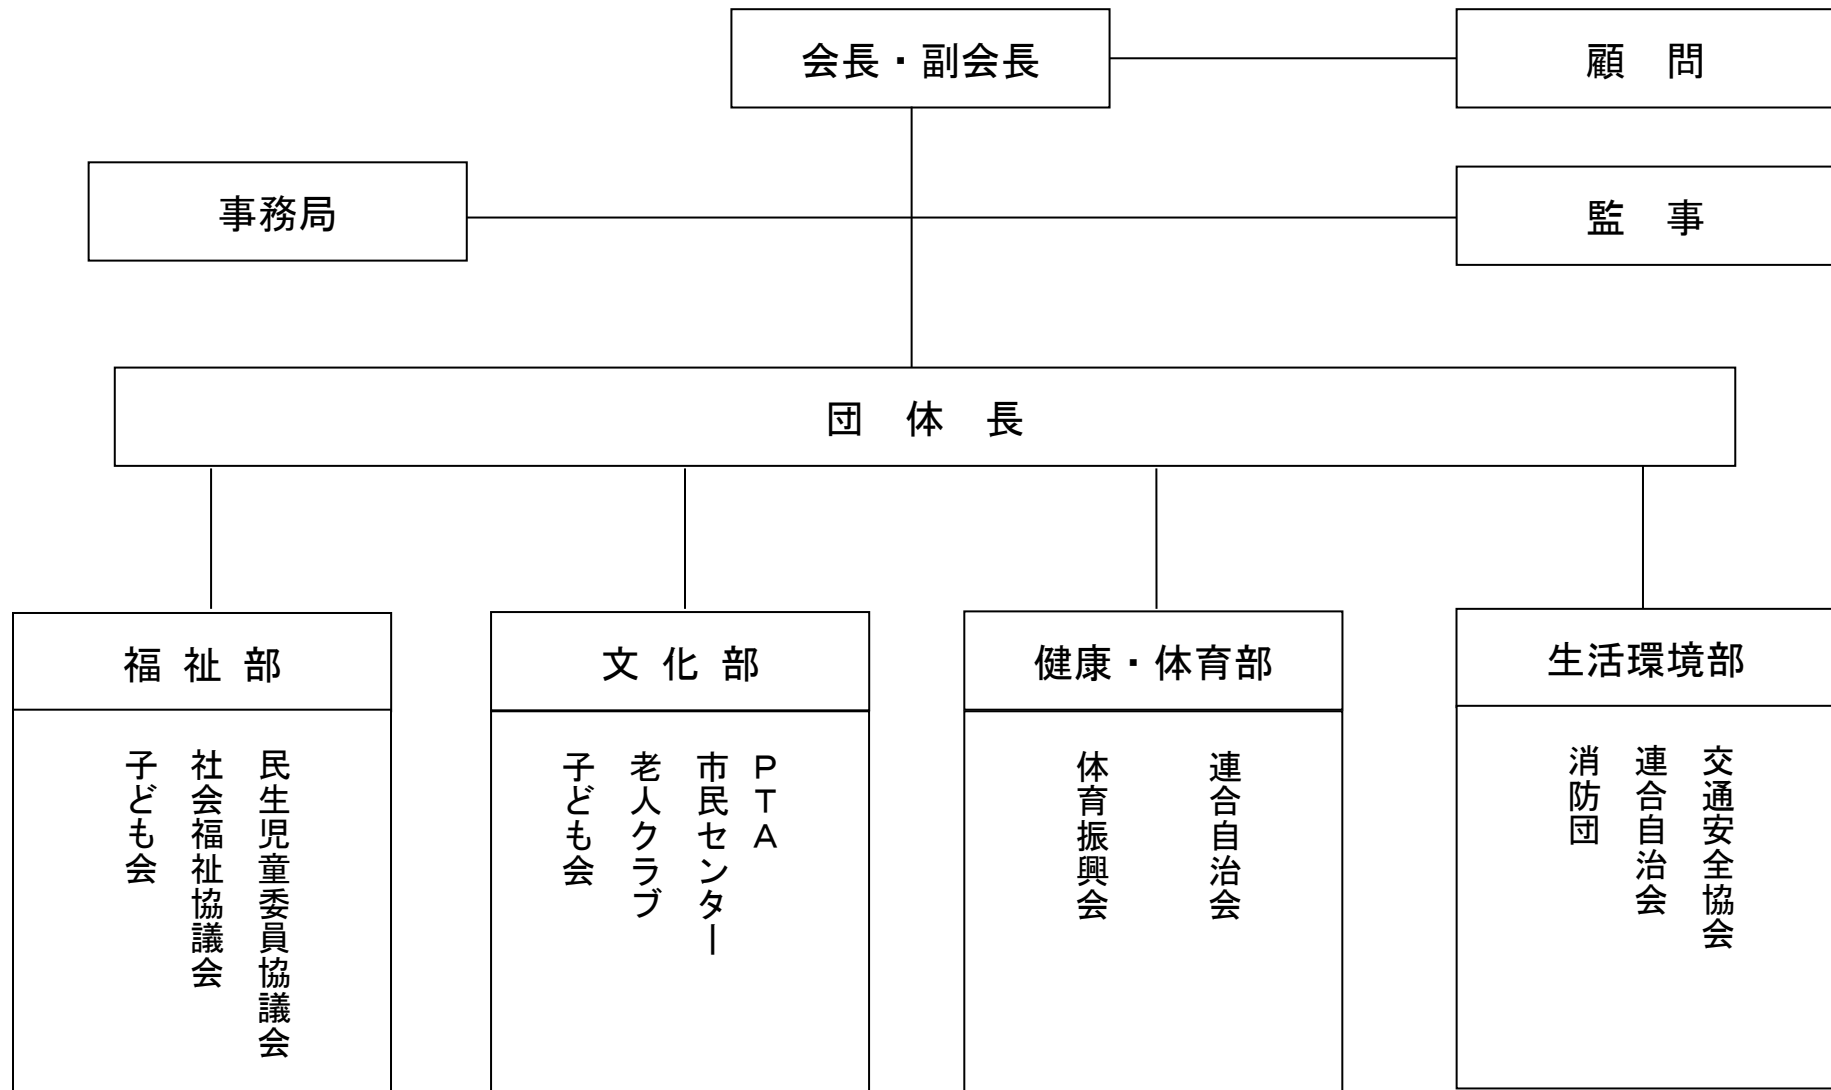 会長・副会長
顧　問
事務局
監　事
団　体　長
福 祉 部
民生児童委員協議会
社会福祉協議会
子ども会
文 化 部
ＰＴＡ
市民センター
老人クラブ
子ども会
健康・体育部
連合自治会
体育振興会
生活環境部
交通安全協会
連合自治会
消防団